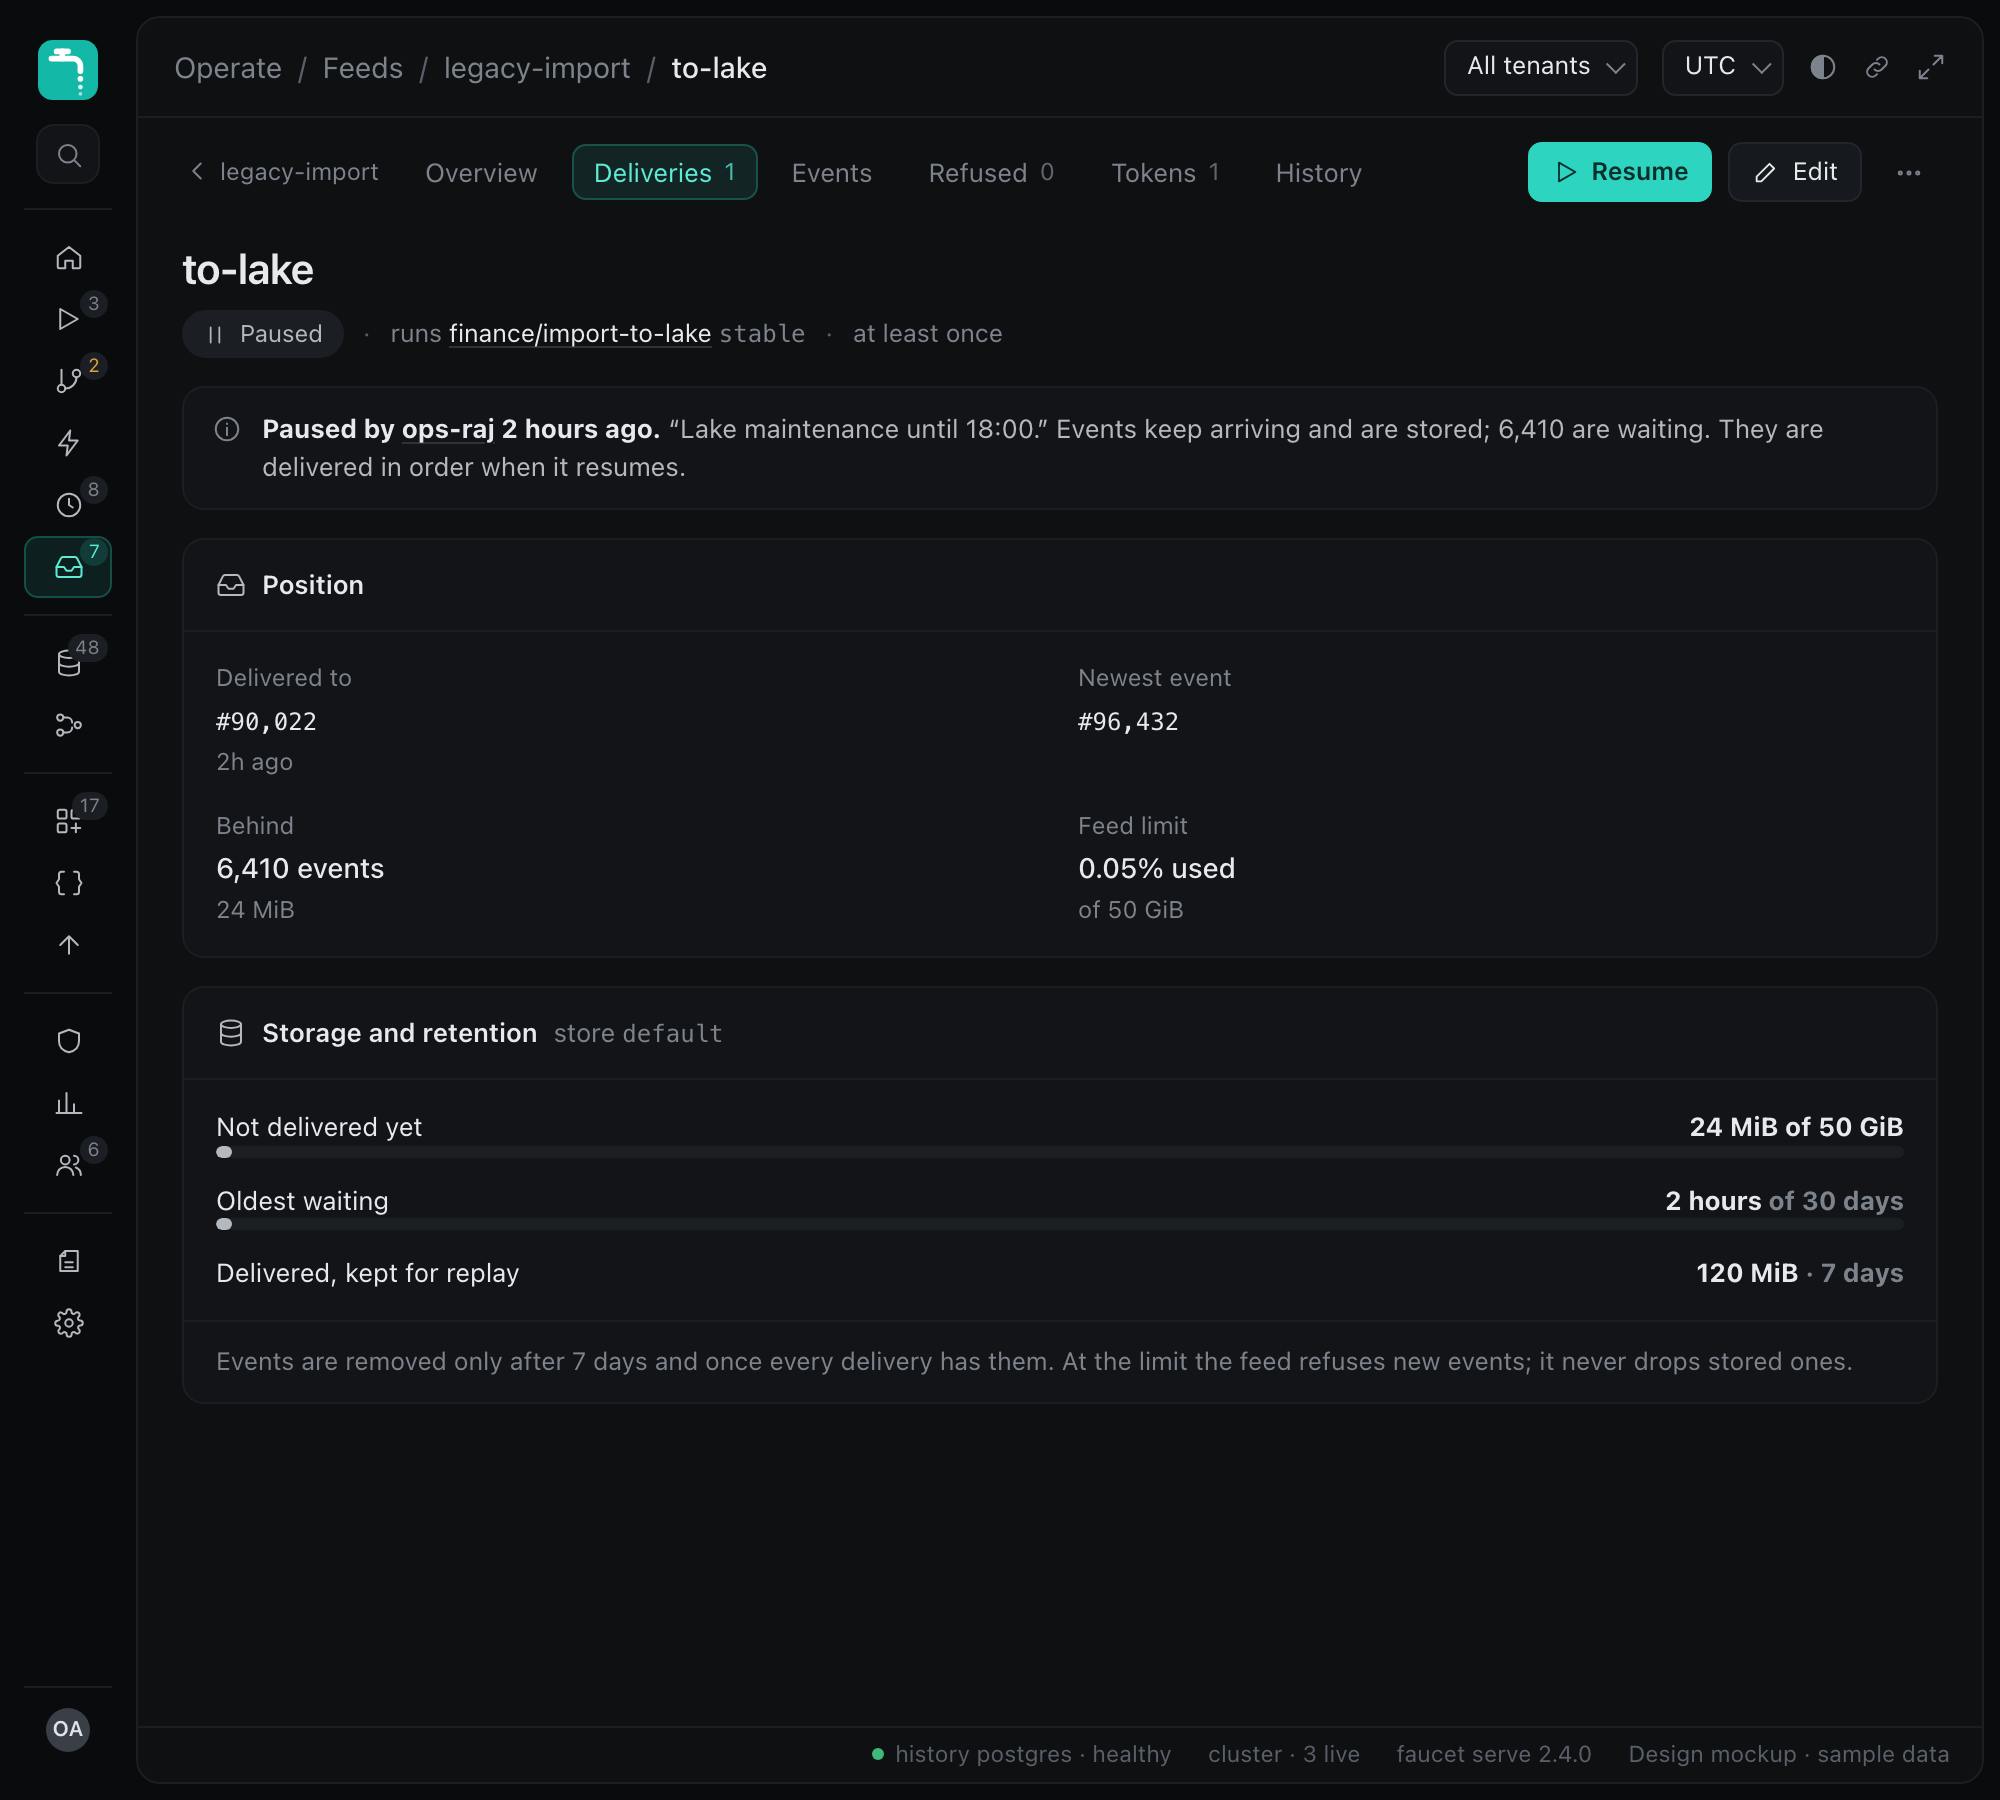 Operate / Feeds / legacy-import / to-lake
All tenants
UTC
legacy-import
Overview
Deliveries 1
Events
Refused 0
Tokens 1
History
Resume
Edit
3
2
8
7
48
17
6
OA
to-lake
Paused · runs finance/import-to-lake stable · at least once
Paused by ops-raj 2 hours ago. “Lake maintenance until 18:00.” Events keep arriving and are stored; 6,410 are waiting. They are
delivered in order when it resumes.
Position
Delivered to
#90,022
2h ago
Newest event
#96,432
Behind
6,410 events
24 MiB
Feed limit
0.05% used
of 50 GiB
Storage and retention store default
Not delivered yet 24 MiB of 50 GiB
Oldest waiting 2 hours of 30 days
Delivered, kept for replay 120 MiB · 7 days
Events are removed only after 7 days and once every delivery has them. At the limit the feed refuses new events; it never drops stored ones.
history postgres · healthy cluster · 3 live faucet serve 2.4.0 Design mockup · sample data